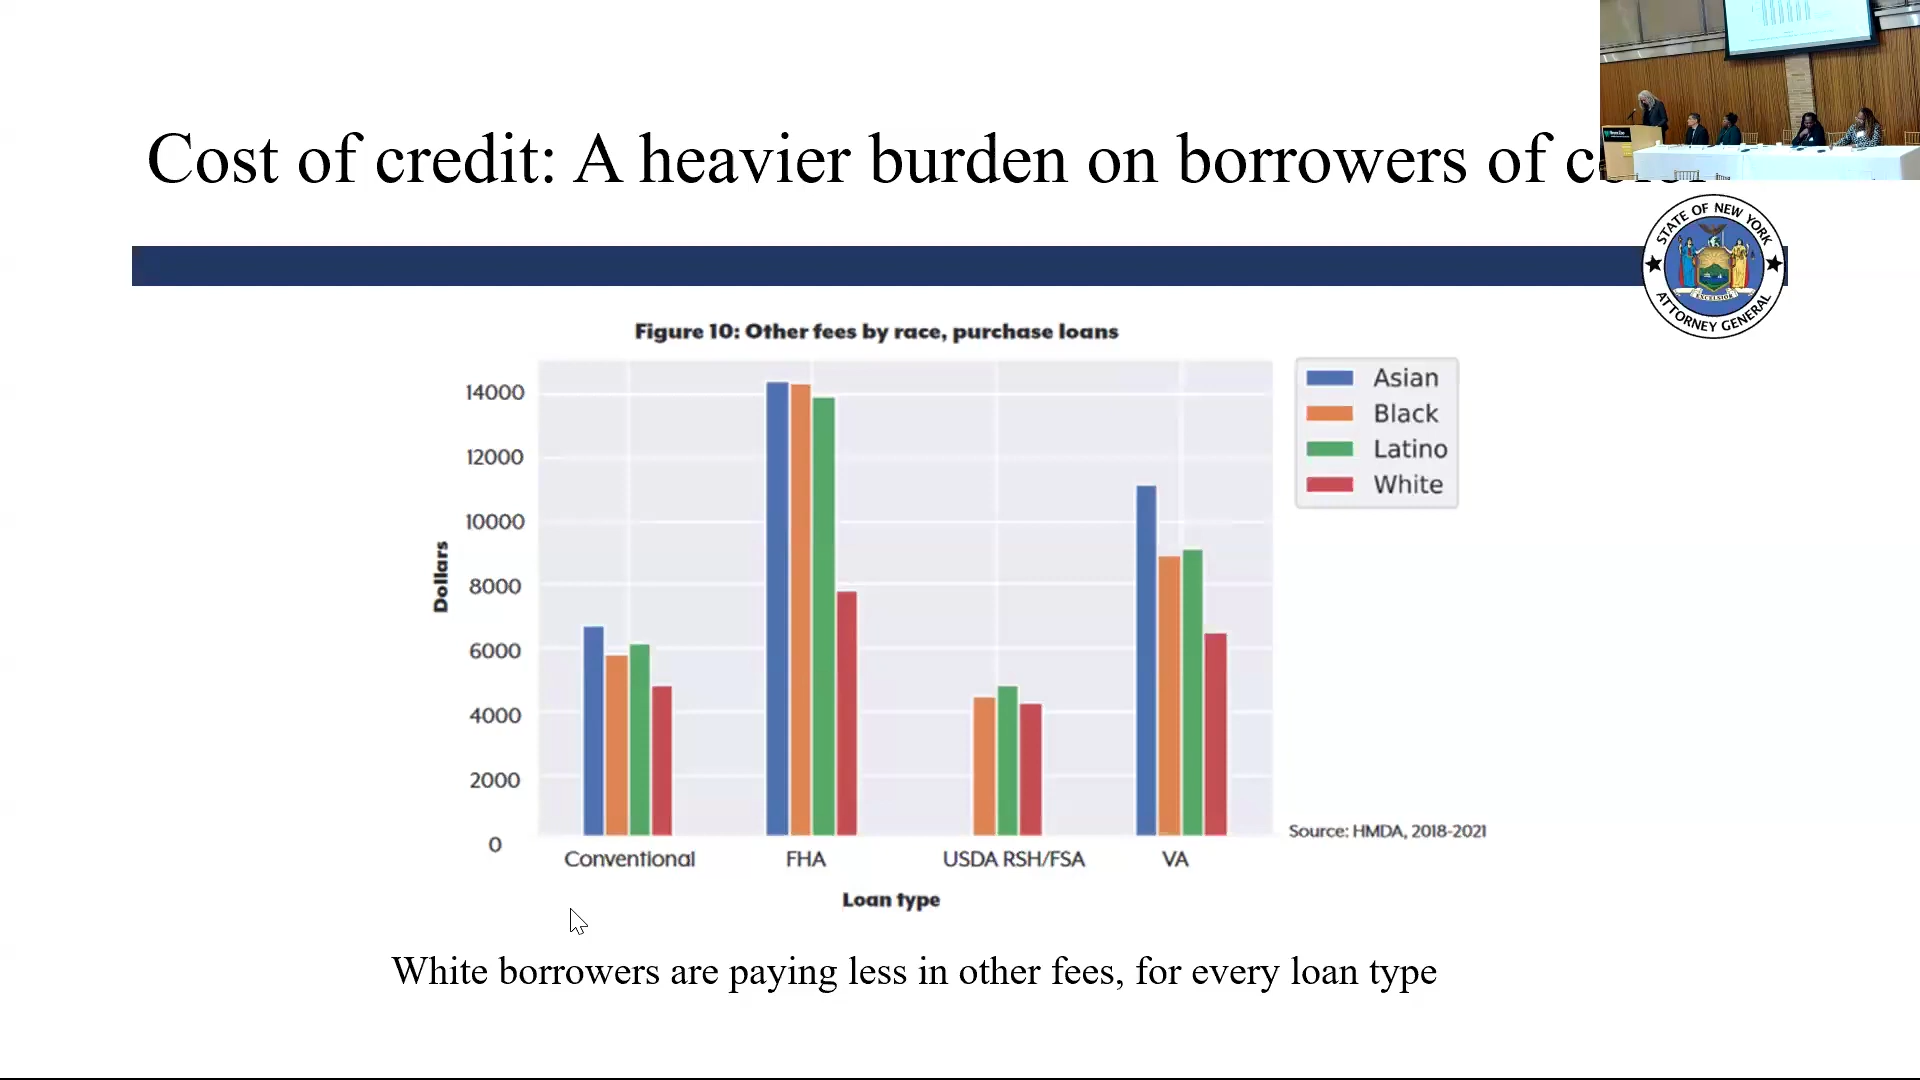 Cost of credit: A heavier burden on borrowers of
STATE OF NEW YORK
EXCELSIOR
ATTORNEY GENERAL
Figure 10: Other fees by race, purchase loans
Asian
Black
Latino
White
Dollars
14000
12000
10000
8000
6000
4000
2000
0
Conventional FHA USDA RSH/FSA VA
Source: HMDA, 2018-2021
Loan type
White borrowers are paying less in other fees, for every loan type